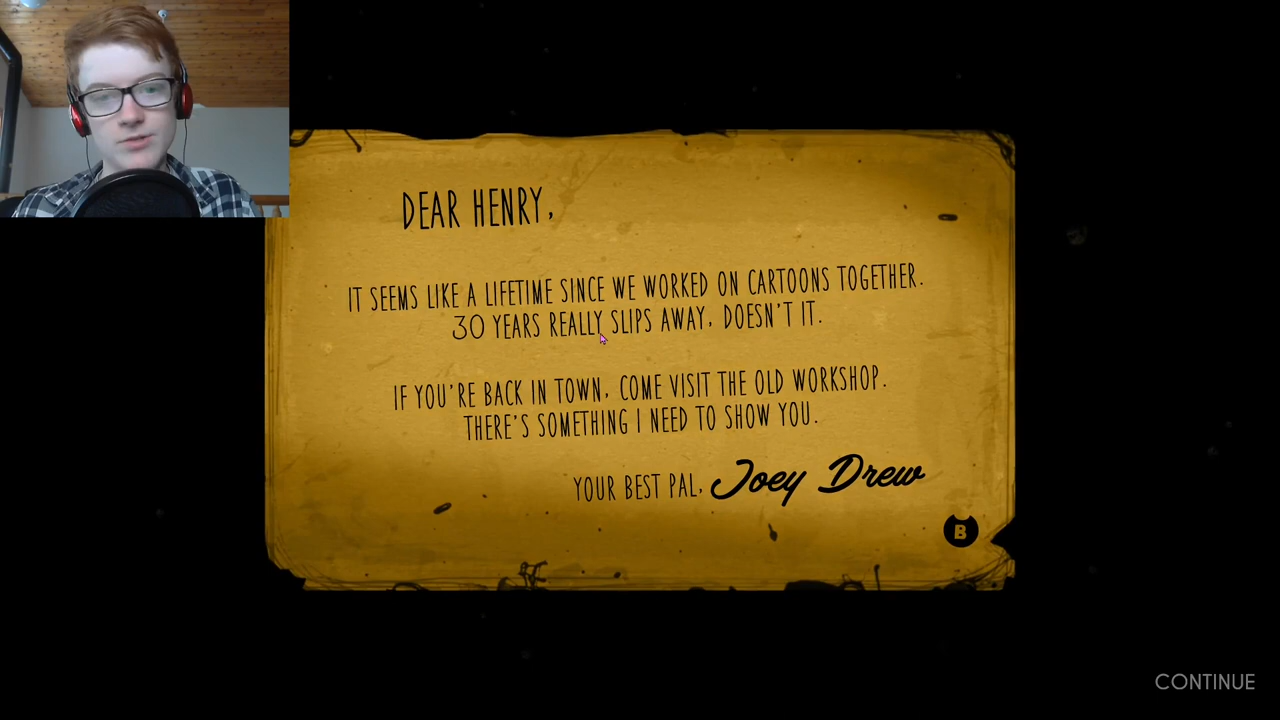 DEAR HENRY,
IT SEEMS LIKE A LIFETIME SINCE WE WORKED ON CARTOONS TOGETHER.
30 YEARS REALLY SLIPS AWAY, DOESN'T IT.
IF YOU'RE BACK IN TOWN, COME VISIT THE OLD WORKSHOP.
THERE'S SOMETHING I NEED TO SHOW YOU.
YOUR BEST PAL, Joey Drew
B
CONTINUE